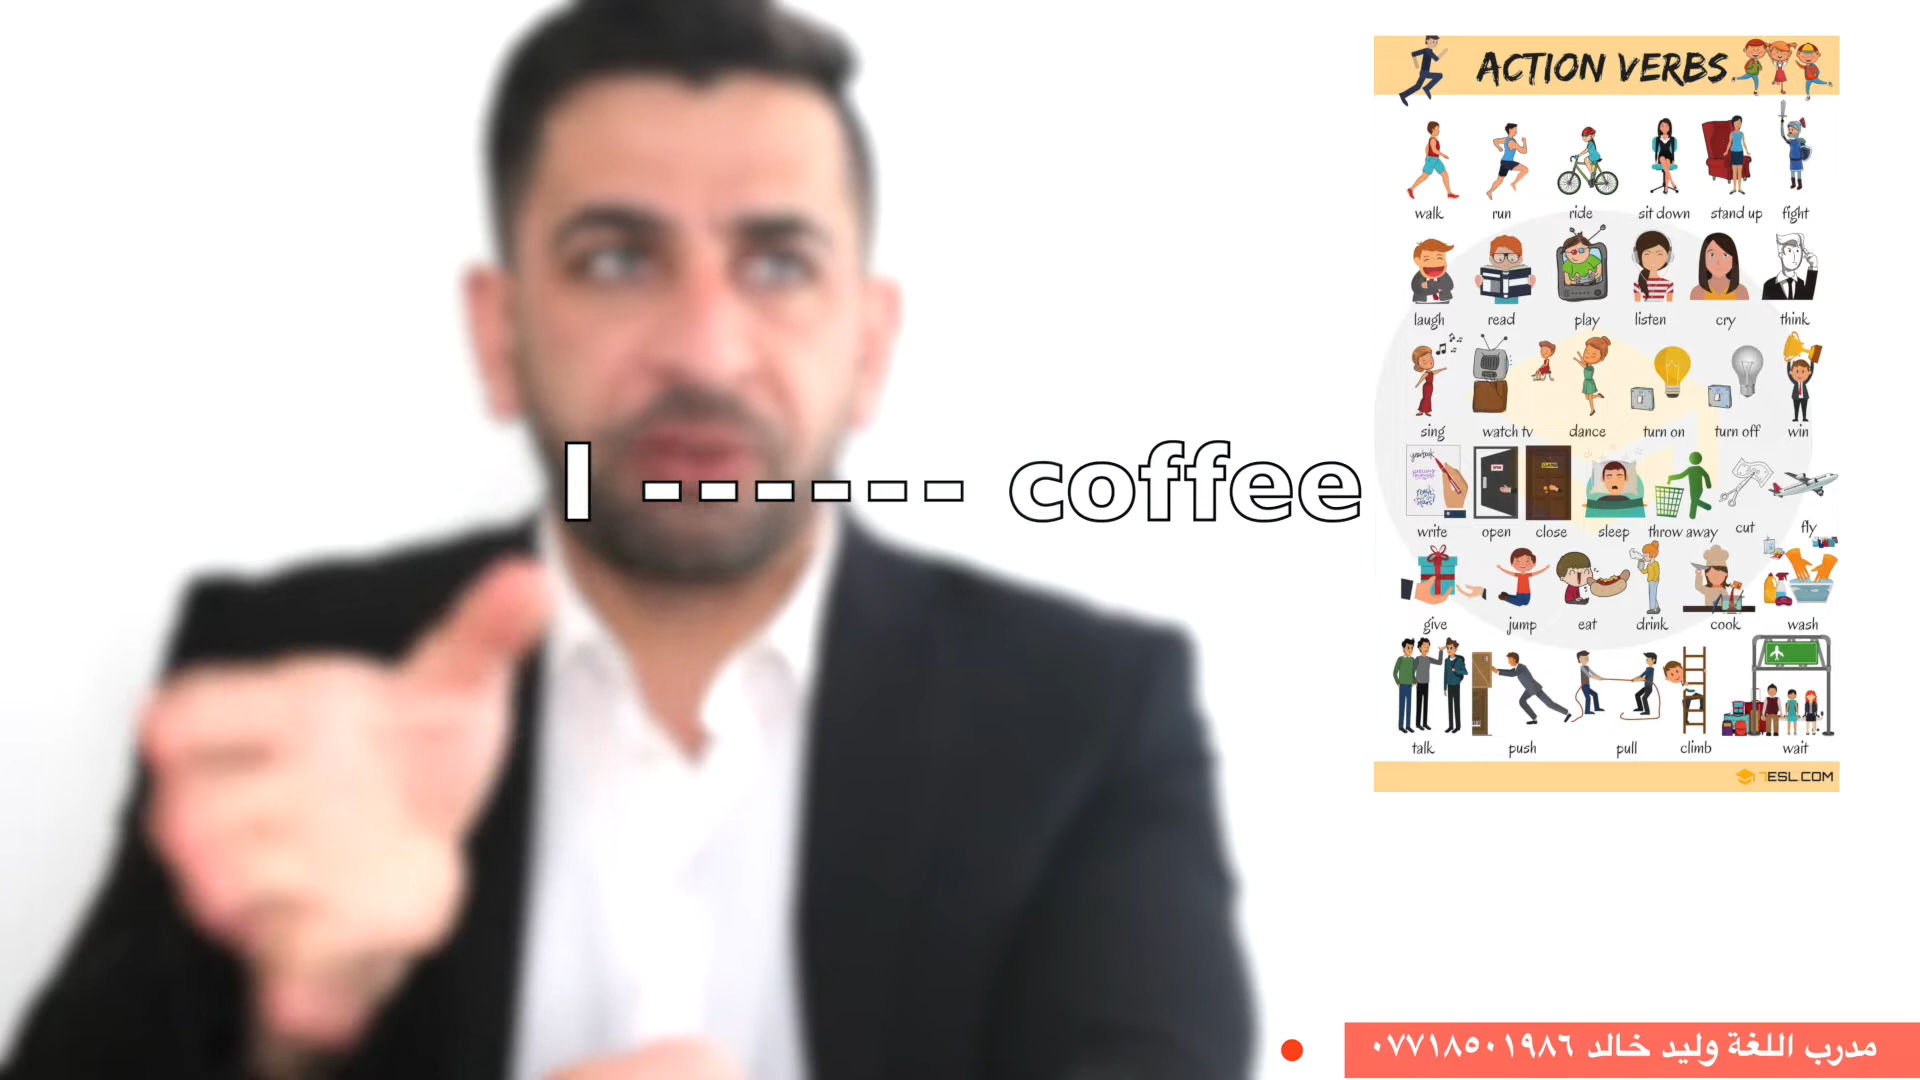 ACTION VERBS
walk run ride sit down stand up fight
laugh read play listen cry think
sing watch tv dance turn on turn off win
I ------ coffee
write open close sleep throw away cut fly
give jump eat drink cook wash
talk push pull climb wait
7ESL.COM
مدرب اللغة وليد خالد ٠٧٧١٨٥٠١٩٨٦